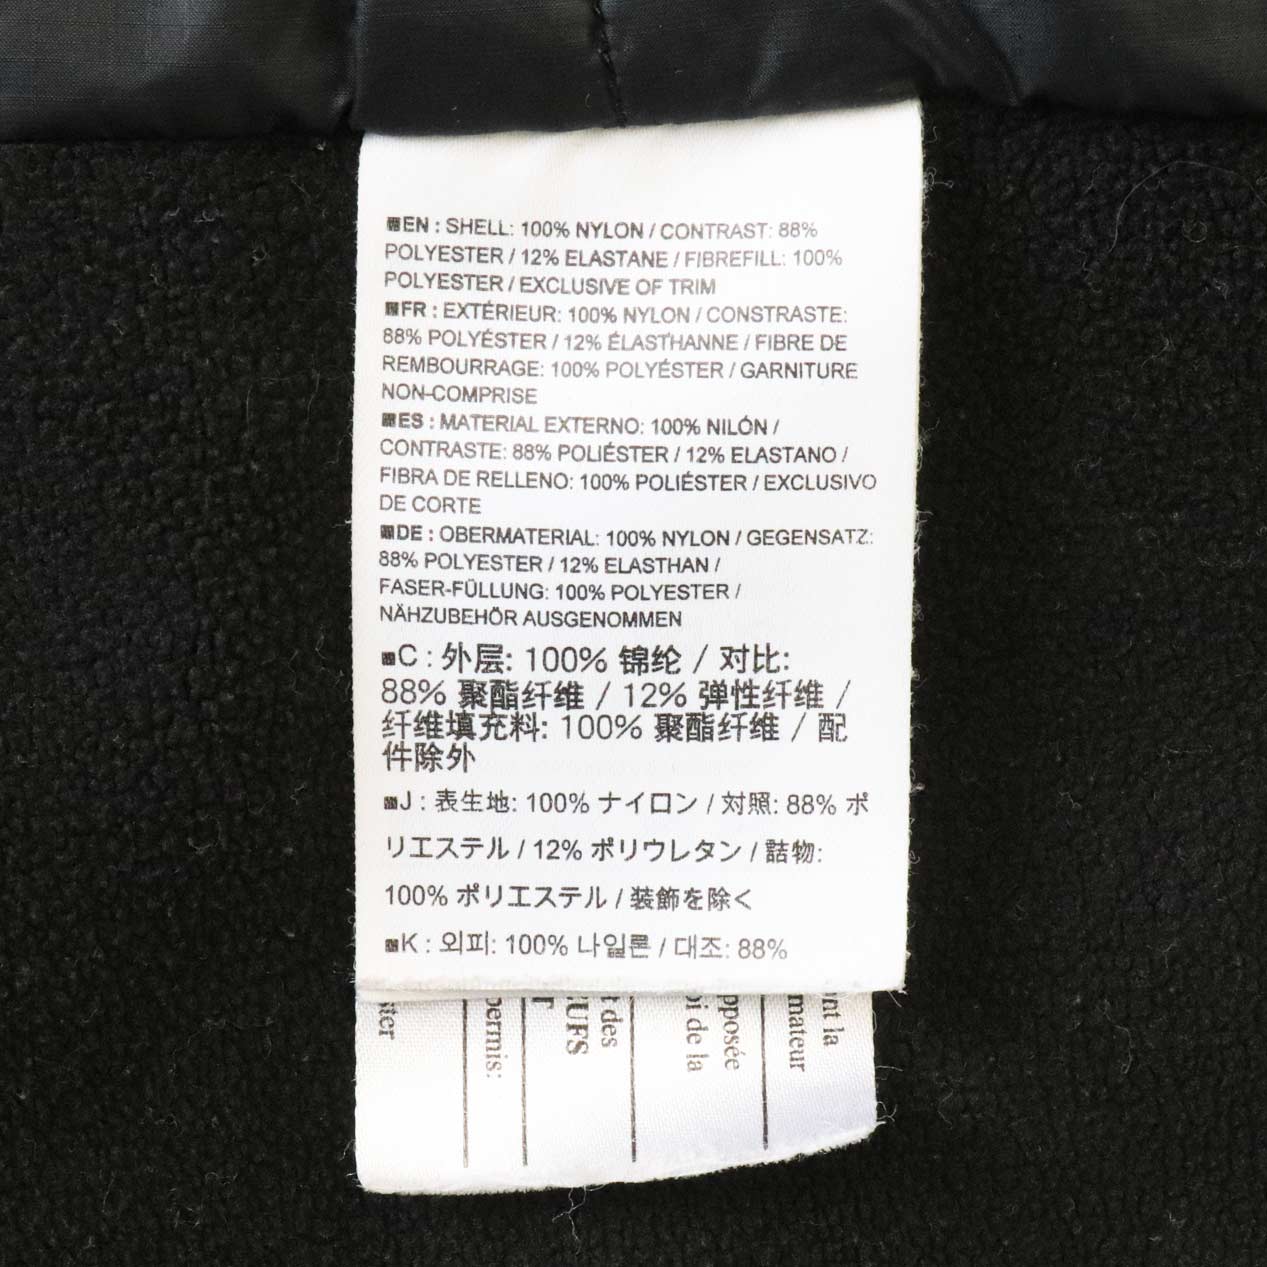 EN : SHELL: 100% NYLON / CONTRAST: 88%
POLYESTER / 12% ELASTANE / FIBREFILL: 100%
POLYESTER / EXCLUSIVE OF TRIM
FR : EXTÉRIEUR: 100% NYLON / CONSTRASTE:
88% POLYÉSTER / 12% ÉLASTHANNE / FIBRE DE
REMBOURRAGE: 100% POLYÉSTER / GARNITURE
NON-COMPRISE
ES : MATERIAL EXTERNO: 100% NILÓN /
CONTRASTE: 88% POLIÉSTER / 12% ELASTANO /
FIBRA DE RELLENO: 100% POLIÉSTER / EXCLUSIVO
DE CORTE
DE : OBERMATERIAL: 100% NYLON / GEGENSATZ:
88% POLYESTER / 12% ELASTHAN /
FASER-FÜLLUNG: 100% POLYESTER /
NÄHZUBEHÖR AUSGENOMMEN
C : 外层: 100% 锦纶 / 对比:
88% 聚酯纤维 / 12% 弹性纤维 /
纤维填充料: 100% 聚酯纤维 / 配
件除外
J : 表生地: 100% ナイロン / 対照: 88% ポ
リエステル / 12% ポリウレタン / 詰物:
100% ポリエステル / 装飾を除く
K : 외피: 100% 나일론 / 대조: 88%
la
des
de la